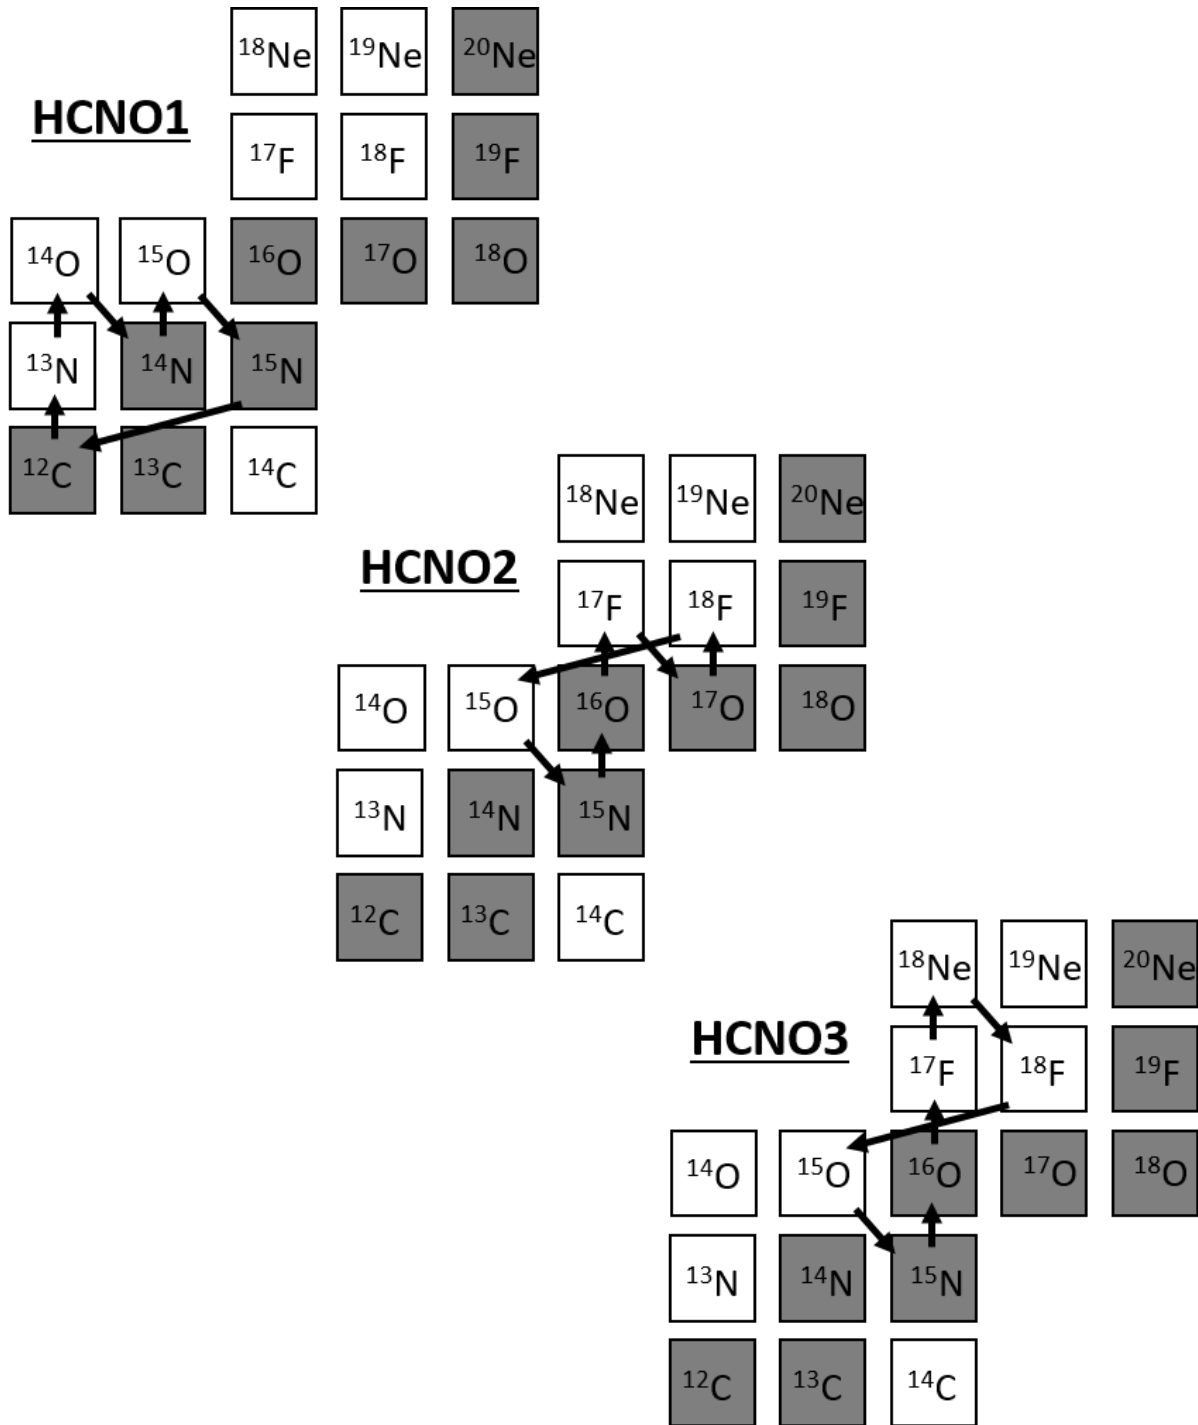 ¹⁸Ne ¹⁹Ne ²⁰Ne
HCNO1
¹⁷F ¹⁸F ¹⁹F
¹⁴O ¹⁵O ¹⁶O ¹⁷O ¹⁸O
¹³N ¹⁴N ¹⁵N
¹²C ¹³C ¹⁴C
¹⁸Ne ¹⁹Ne ²⁰Ne
HCNO2
¹⁷F ¹⁸F ¹⁹F
¹⁴O ¹⁵O ¹⁶O ¹⁷O ¹⁸O
¹³N ¹⁴N ¹⁵N
¹²C ¹³C ¹⁴C
¹⁸Ne ¹⁹Ne ²⁰Ne
HCNO3
¹⁷F ¹⁸F ¹⁹F
¹⁴O ¹⁵O ¹⁶O ¹⁷O ¹⁸O
¹³N ¹⁴N ¹⁵N
¹²C ¹³C ¹⁴C